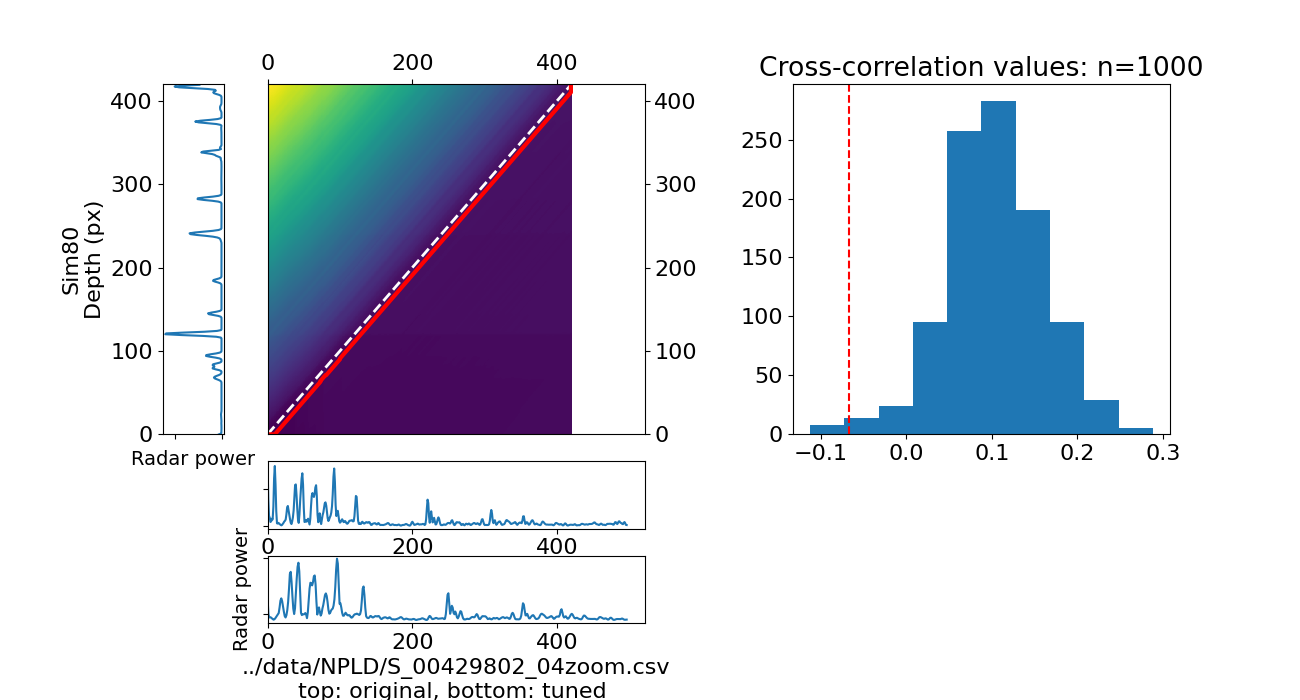 0 200 400
Cross-correlation values: n=1000
400
300
200
100
0
Sim80
Depth (px)
Radar power
400
300
200
100
0
250
200
150
100
50
0
−0.1 0.0 0.1 0.2 0.3
0 200 400
Radar power
0 200 400
../data/NPLD/S_00429802_04zoom.csv
top: original, bottom: tuned